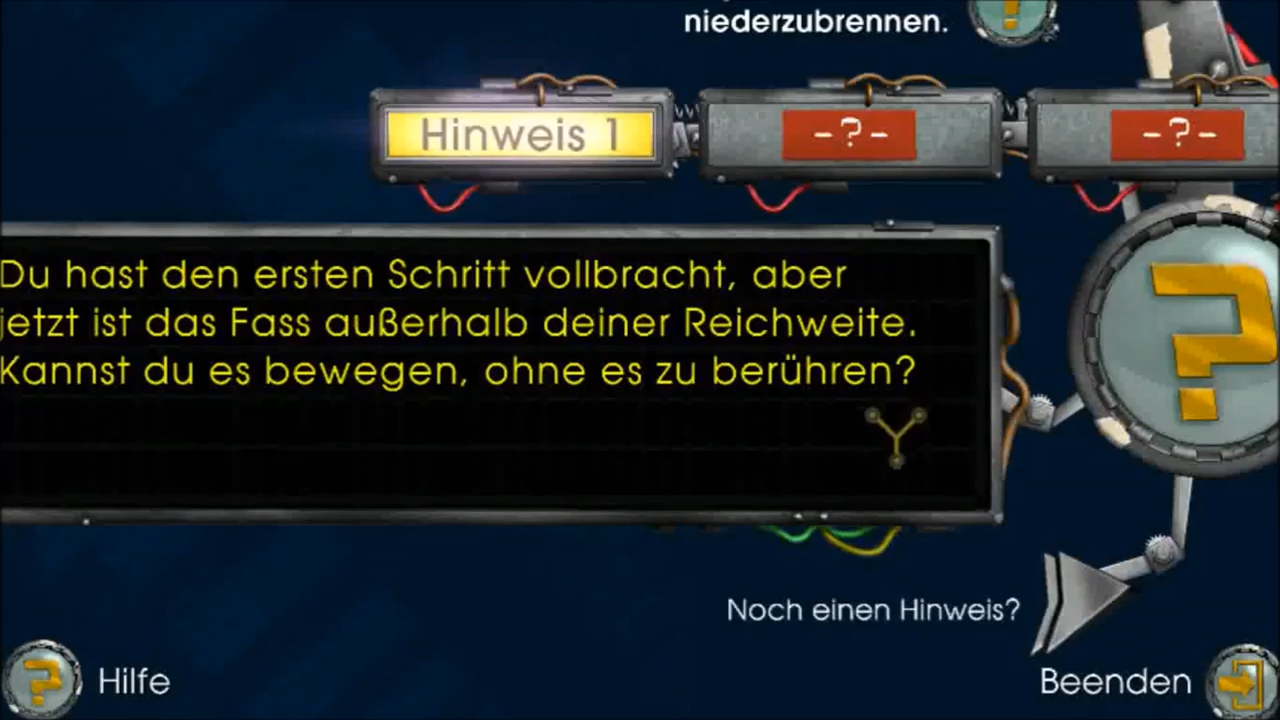 niederzubrennen.
Hinweis 1
-?-
-?-
Du hast den ersten Schritt vollbracht, aber
jetzt ist das Fass außerhalb deiner Reichweite.
Kannst du es bewegen, ohne es zu berühren?
Noch einen Hinweis?
Hilfe
Beenden